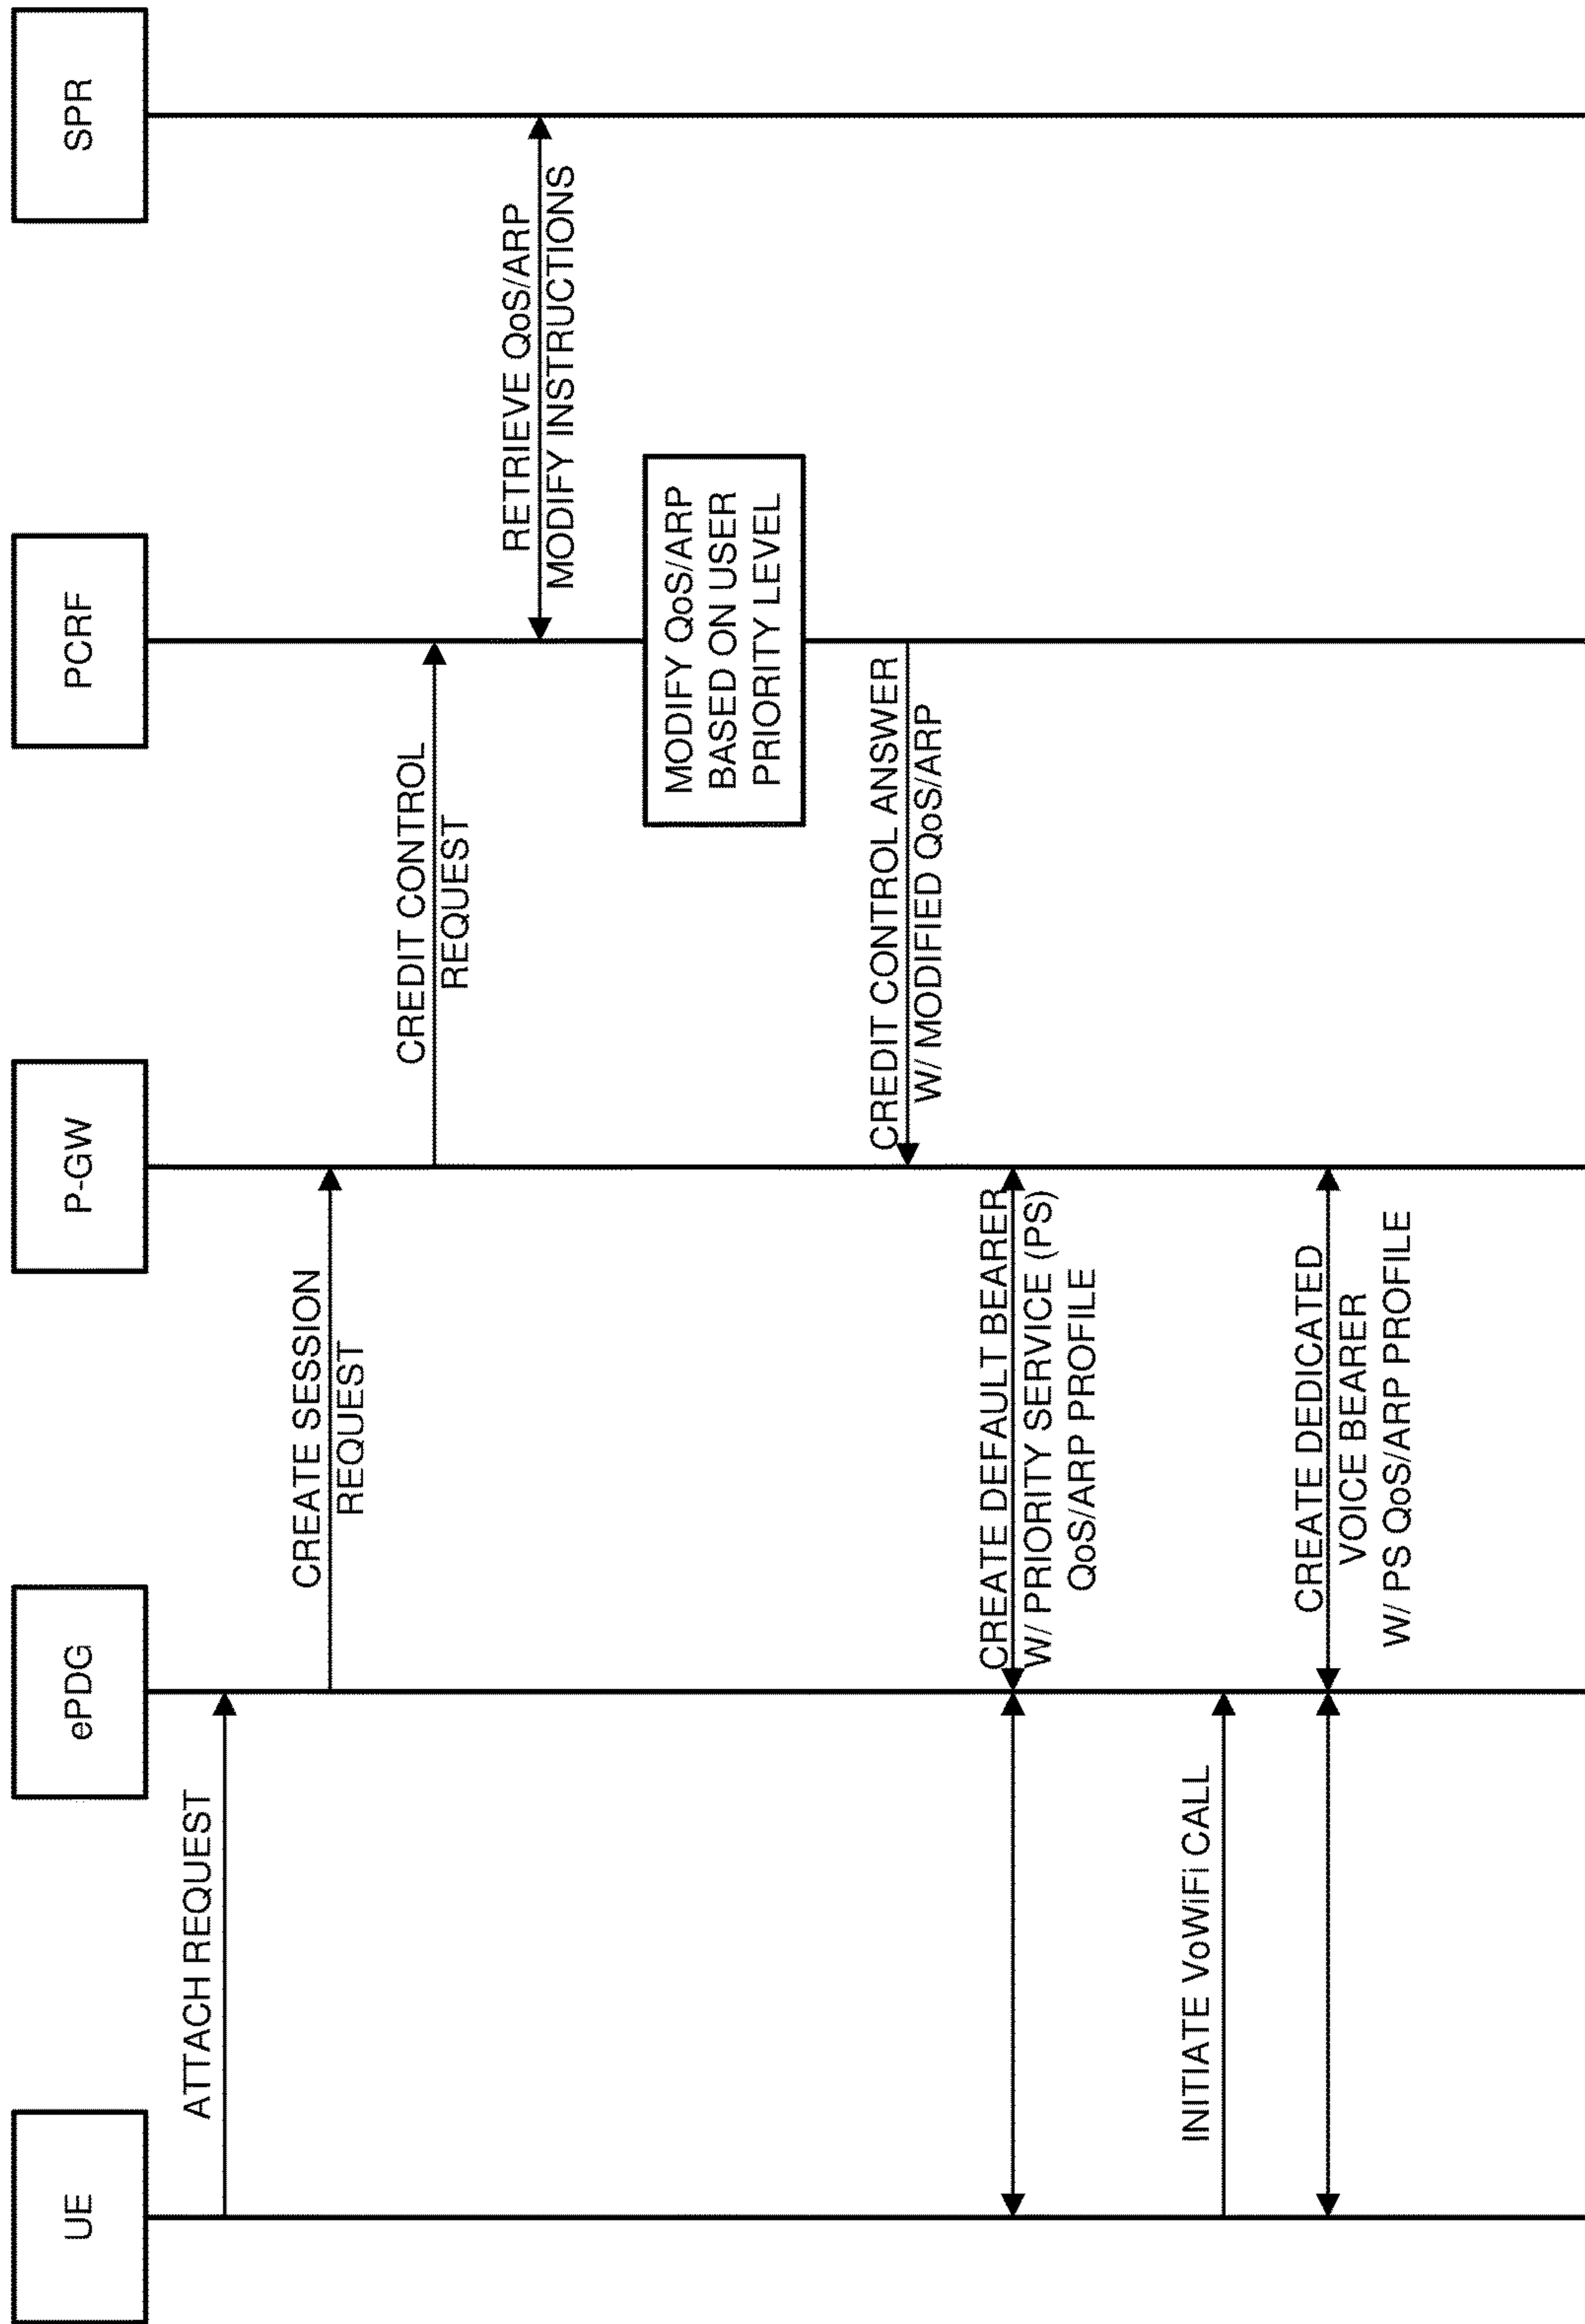 UE
ePDG
P-GW
PCRF
SPR
ATTACH REQUEST
CREATE SESSION
REQUEST
CREDIT CONTROL
REQUEST
RETRIEVE QoS/ARP
MODIFY INSTRUCTIONS
MODIFY QoS/ARP
BASED ON USER
PRIORITY LEVEL
CREDIT CONTROL ANSWER
W/ MODIFIED QoS/ARP
CREATE DEFAULT BEARER
W/ PRIORITY SERVICE (PS)
QoS/ARP PROFILE
INITIATE VoWiFi CALL
CREATE DEDICATED
VOICE BEARER
W/ PS QoS/ARP PROFILE